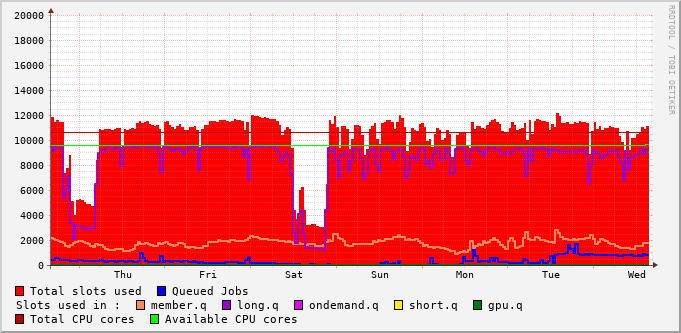 20000
18000
16000
14000
12000
10000
8000
6000
4000
2000
0
Thu Fri Sat Sun Mon Tue Wed
RRDTOOL / TOBI OETIKER
Total slots used Queued Jobs
Slots used in : member.q long.q ondemand.q short.q gpu.q
Total CPU cores Available CPU cores